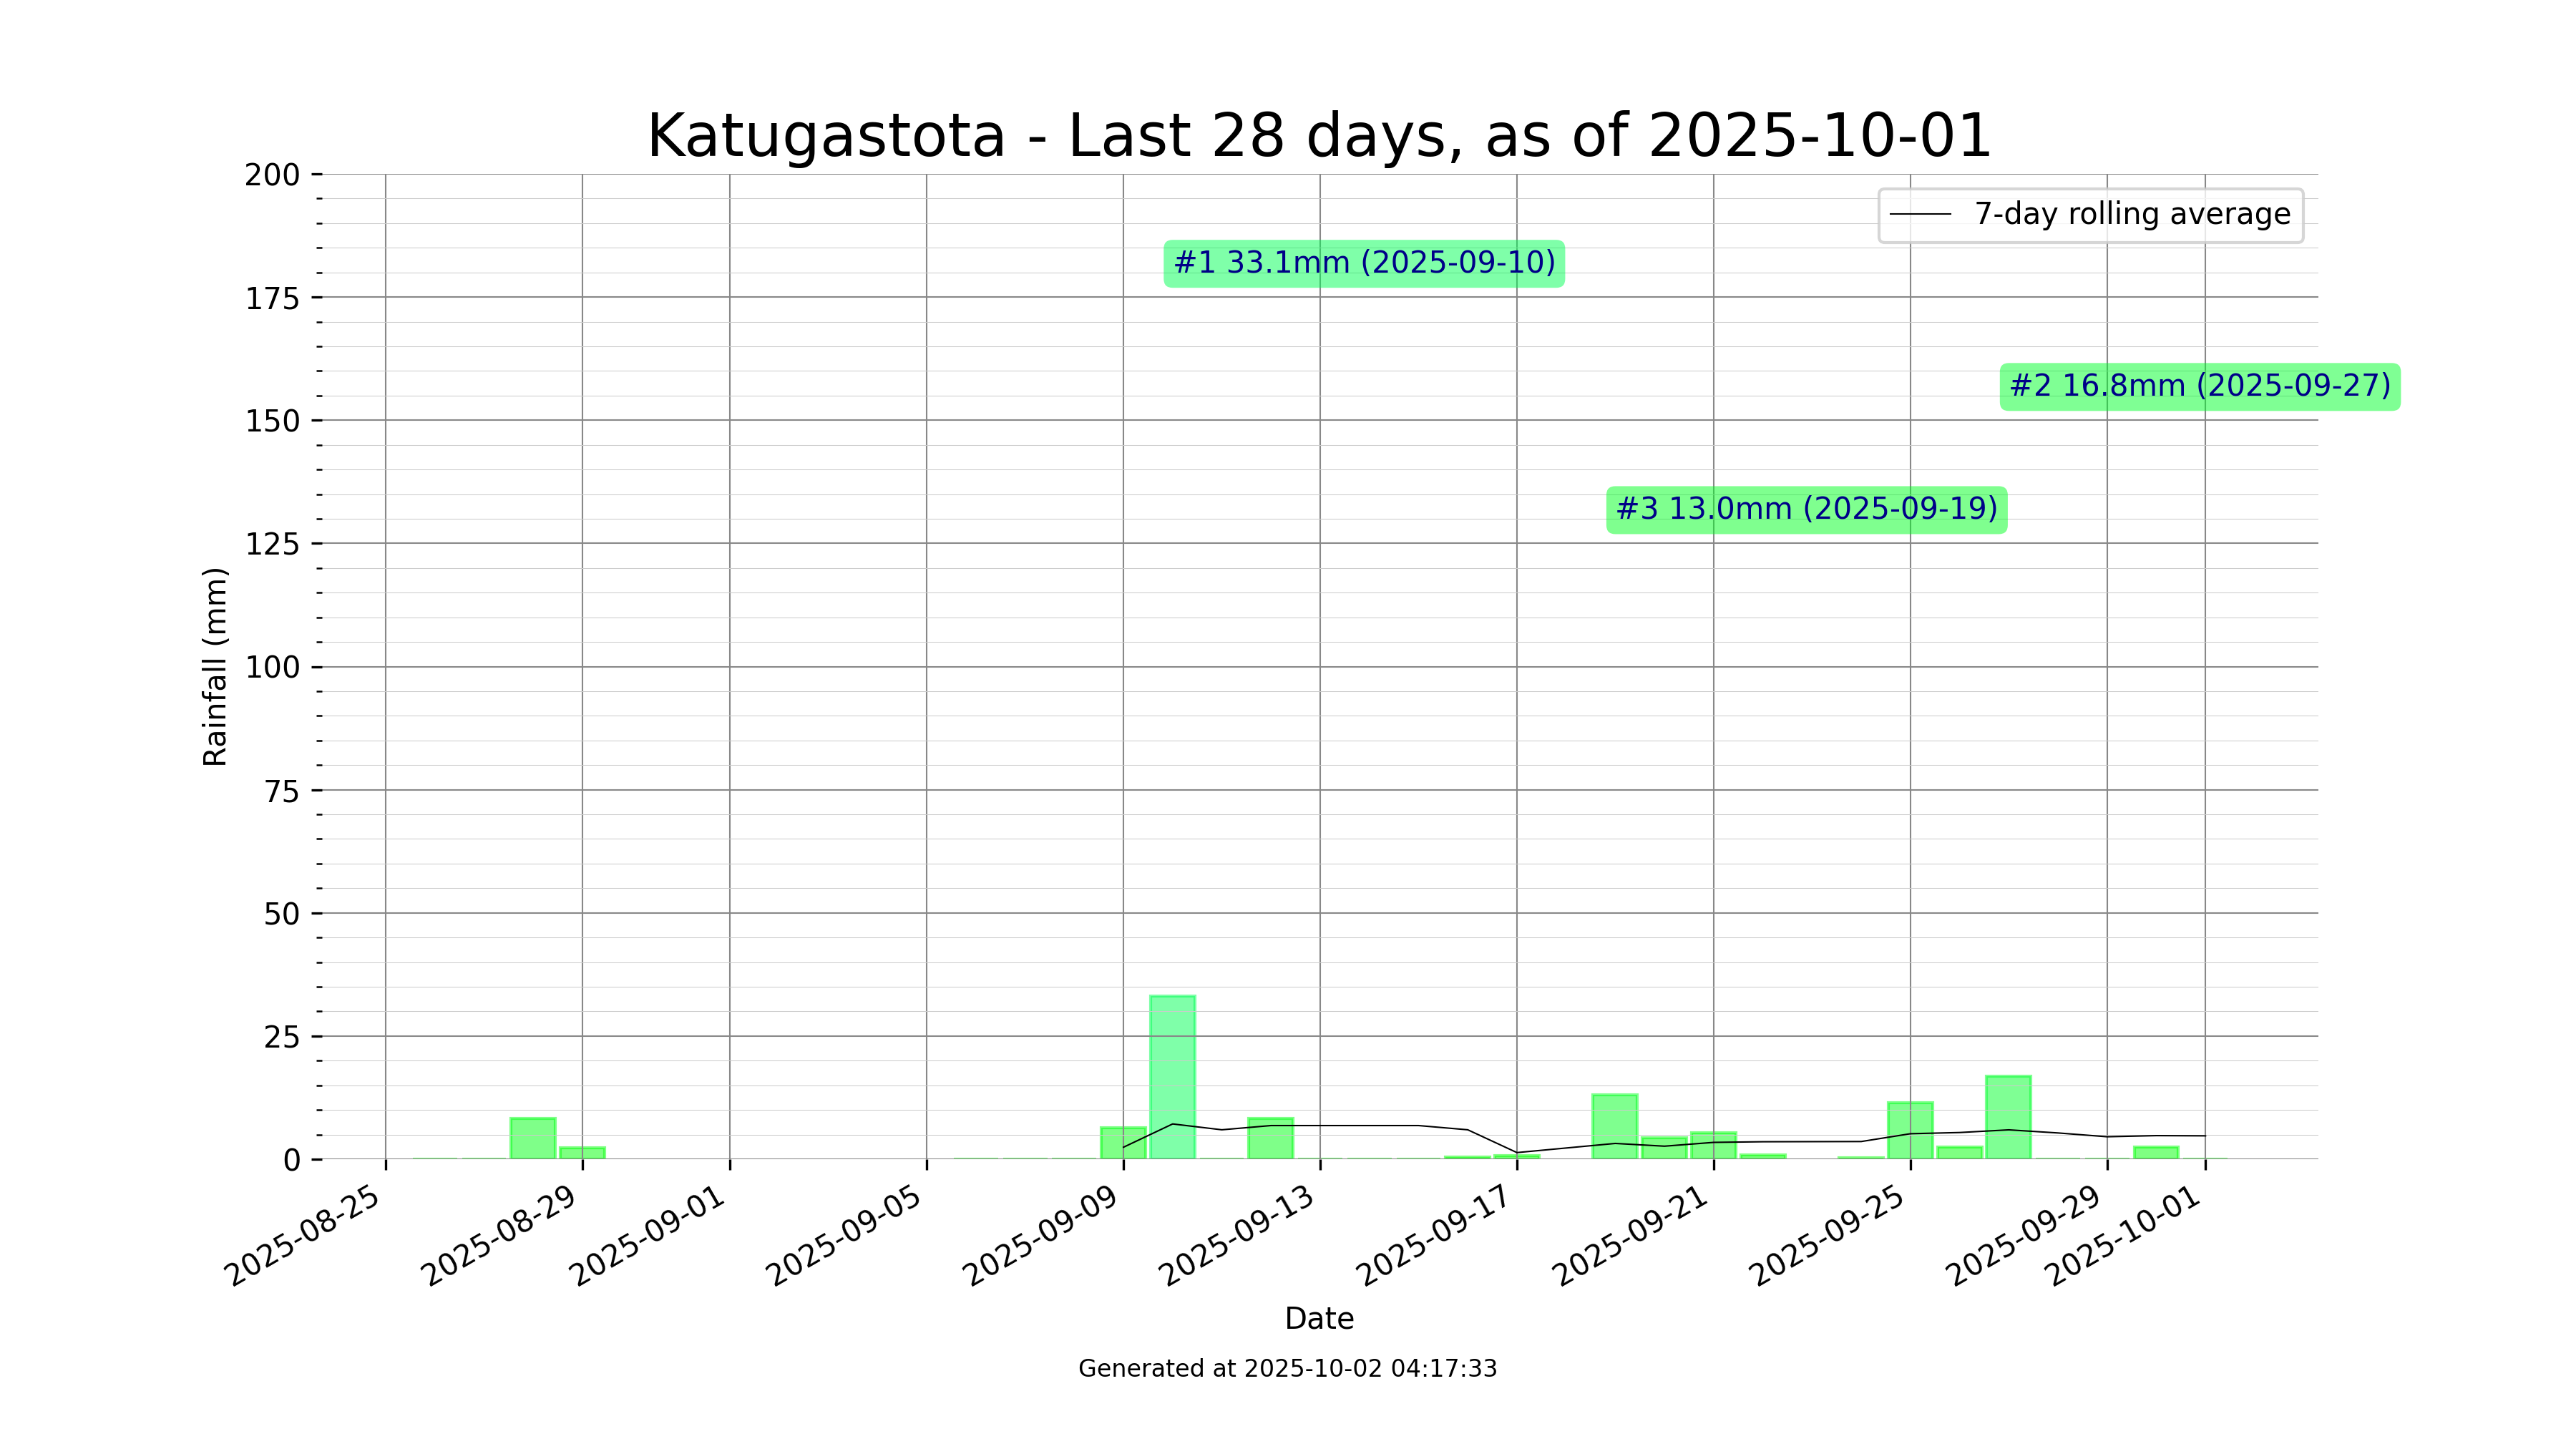 Katugastota - Last 28 days, as of 2025-10-01
200
175
150
125
100
75
50
25
0
Rainfall (mm)
7-day rolling average
#1 33.1mm (2025-09-10)
#2 16.8mm (2025-09-27)
#3 13.0mm (2025-09-19)
2025-08-25
2025-08-29
2025-09-01
2025-09-05
2025-09-09
2025-09-13
2025-09-17
2025-09-21
2025-09-25
2025-09-29
2025-10-01
Date
Generated at 2025-10-02 04:17:33